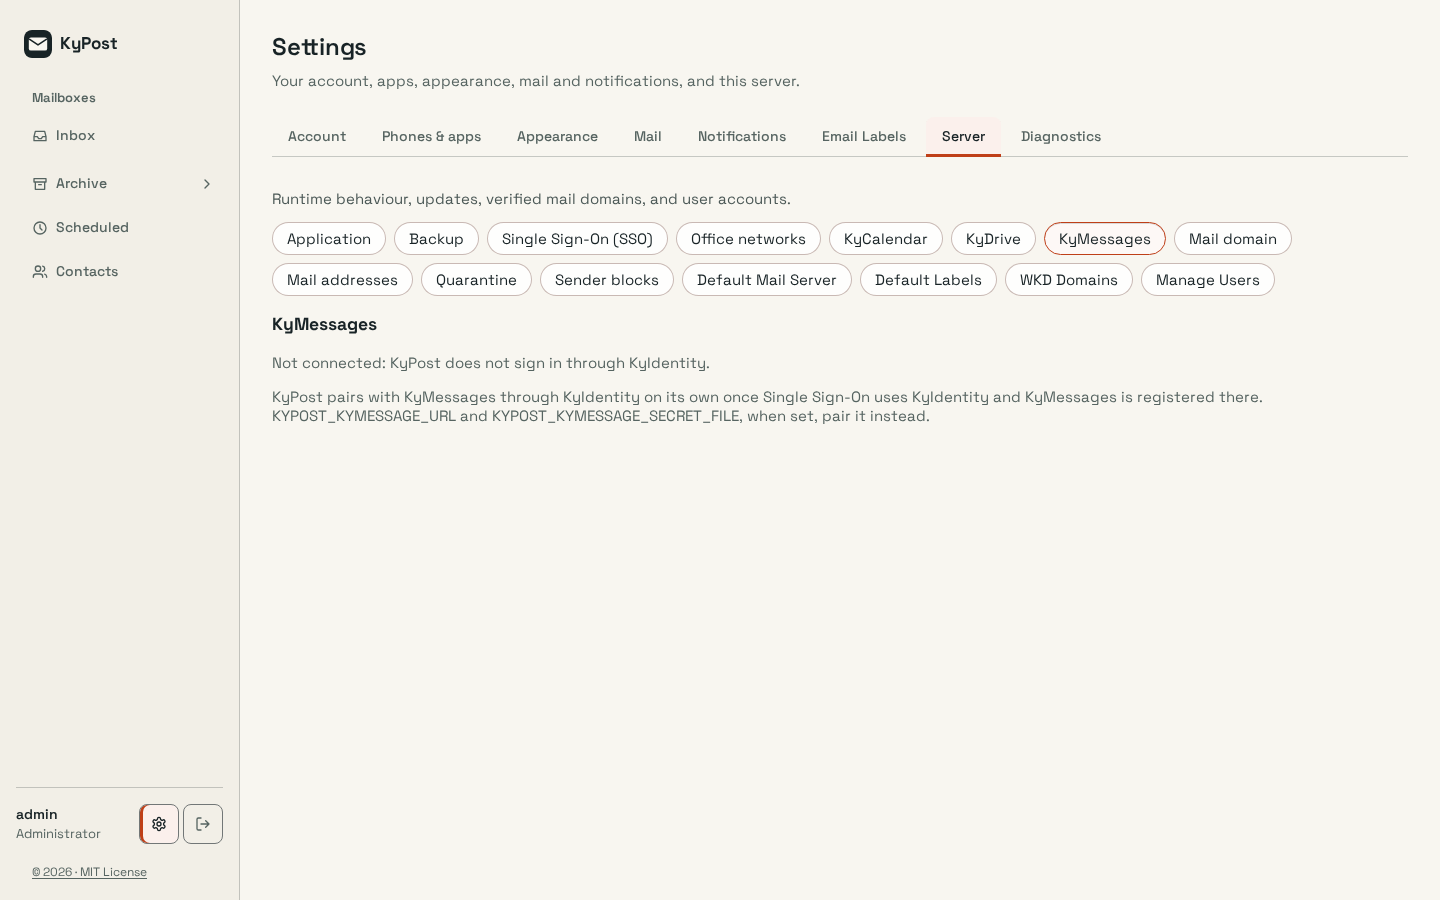 KyPost
Mailboxes
Inbox
Archive
Scheduled
Contacts
admin
Administrator
© 2026 · MIT License
Settings
Your account, apps, appearance, mail and notifications, and this server.
Account Phones & apps Appearance Mail Notifications Email Labels Server Diagnostics
Runtime behaviour, updates, verified mail domains, and user accounts.
Application Backup Single Sign-On (SSO) Office networks KyCalendar KyDrive KyMessages Mail domain
Mail addresses Quarantine Sender blocks Default Mail Server Default Labels WKD Domains Manage Users
KyMessages
Not connected: KyPost does not sign in through KyIdentity.
KyPost pairs with KyMessages through KyIdentity on its own once Single Sign-On uses KyIdentity and KyMessages is registered there.
KYPOST_KYMESSAGE_URL and KYPOST_KYMESSAGE_SECRET_FILE, when set, pair it instead.